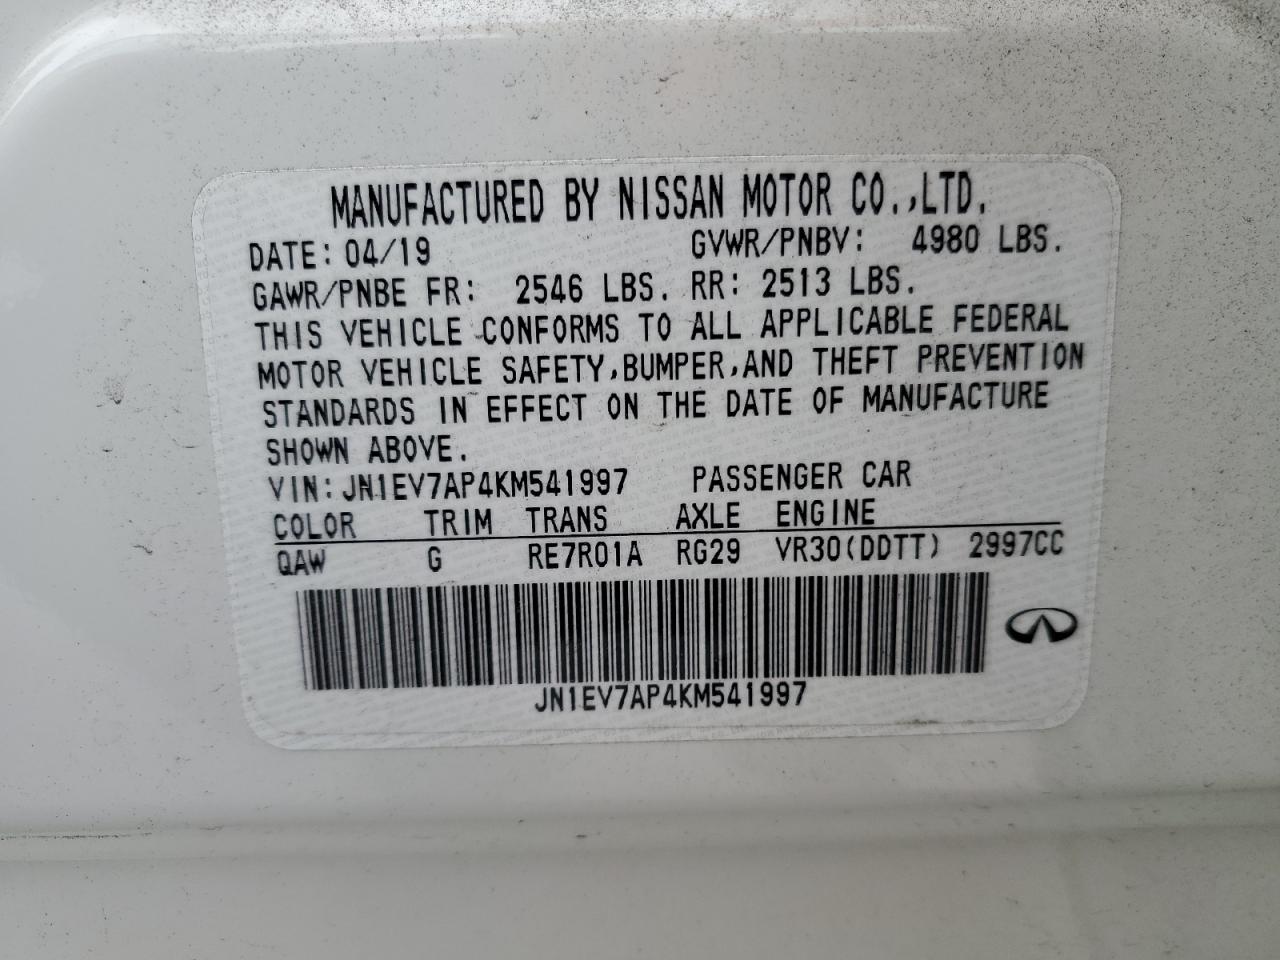 MANUFACTURED BY NISSAN MOTOR CO.,LTD.
DATE: 04/19 GVWR/PNBV: 4980 LBS.
GAWR/PNBE FR: 2546 LBS. RR: 2513 LBS.
THIS VEHICLE CONFORMS TO ALL APPLICABLE FEDERAL
MOTOR VEHICLE SAFETY,BUMPER,AND THEFT PREVENTION
STANDARDS IN EFFECT ON THE DATE OF MANUFACTURE
SHOWN ABOVE.
VIN: JN1EV7AP4KM541997 PASSENGER CAR
COLOR TRIM TRANS AXLE ENGINE
QAW G RE7R01A RG29 VR30(DDTT) 2997CC
JN1EV7AP4KM541997